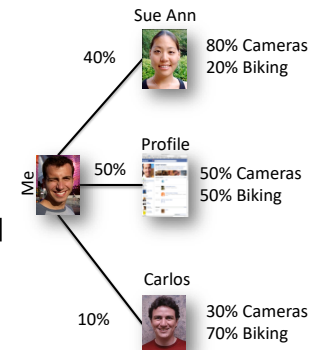 Sue Ann
40%
80% Cameras
20% Biking
Profile
Me
50%
50% Cameras
50% Biking
Carlos
10%
30% Cameras
70% Biking